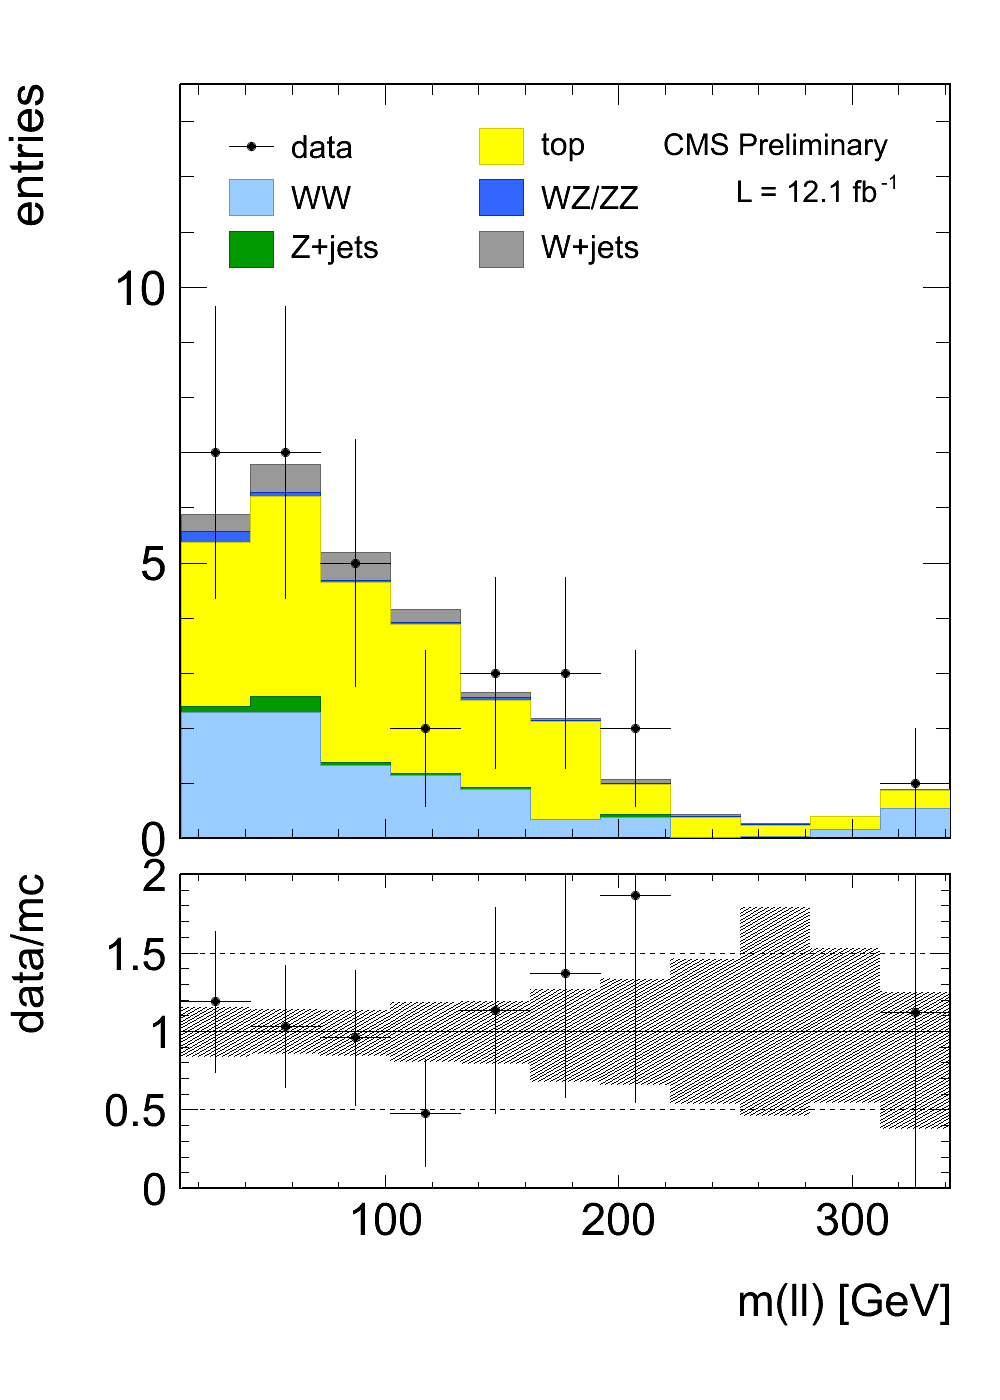 entries
data
top
CMS Preliminary
WW
WZ/ZZ
L = 12.1 fb-1
Z+jets
W+jets
10
5
0
data/mc
2
1.5
1
0.5
0
100 200 300
m(ll) [GeV]